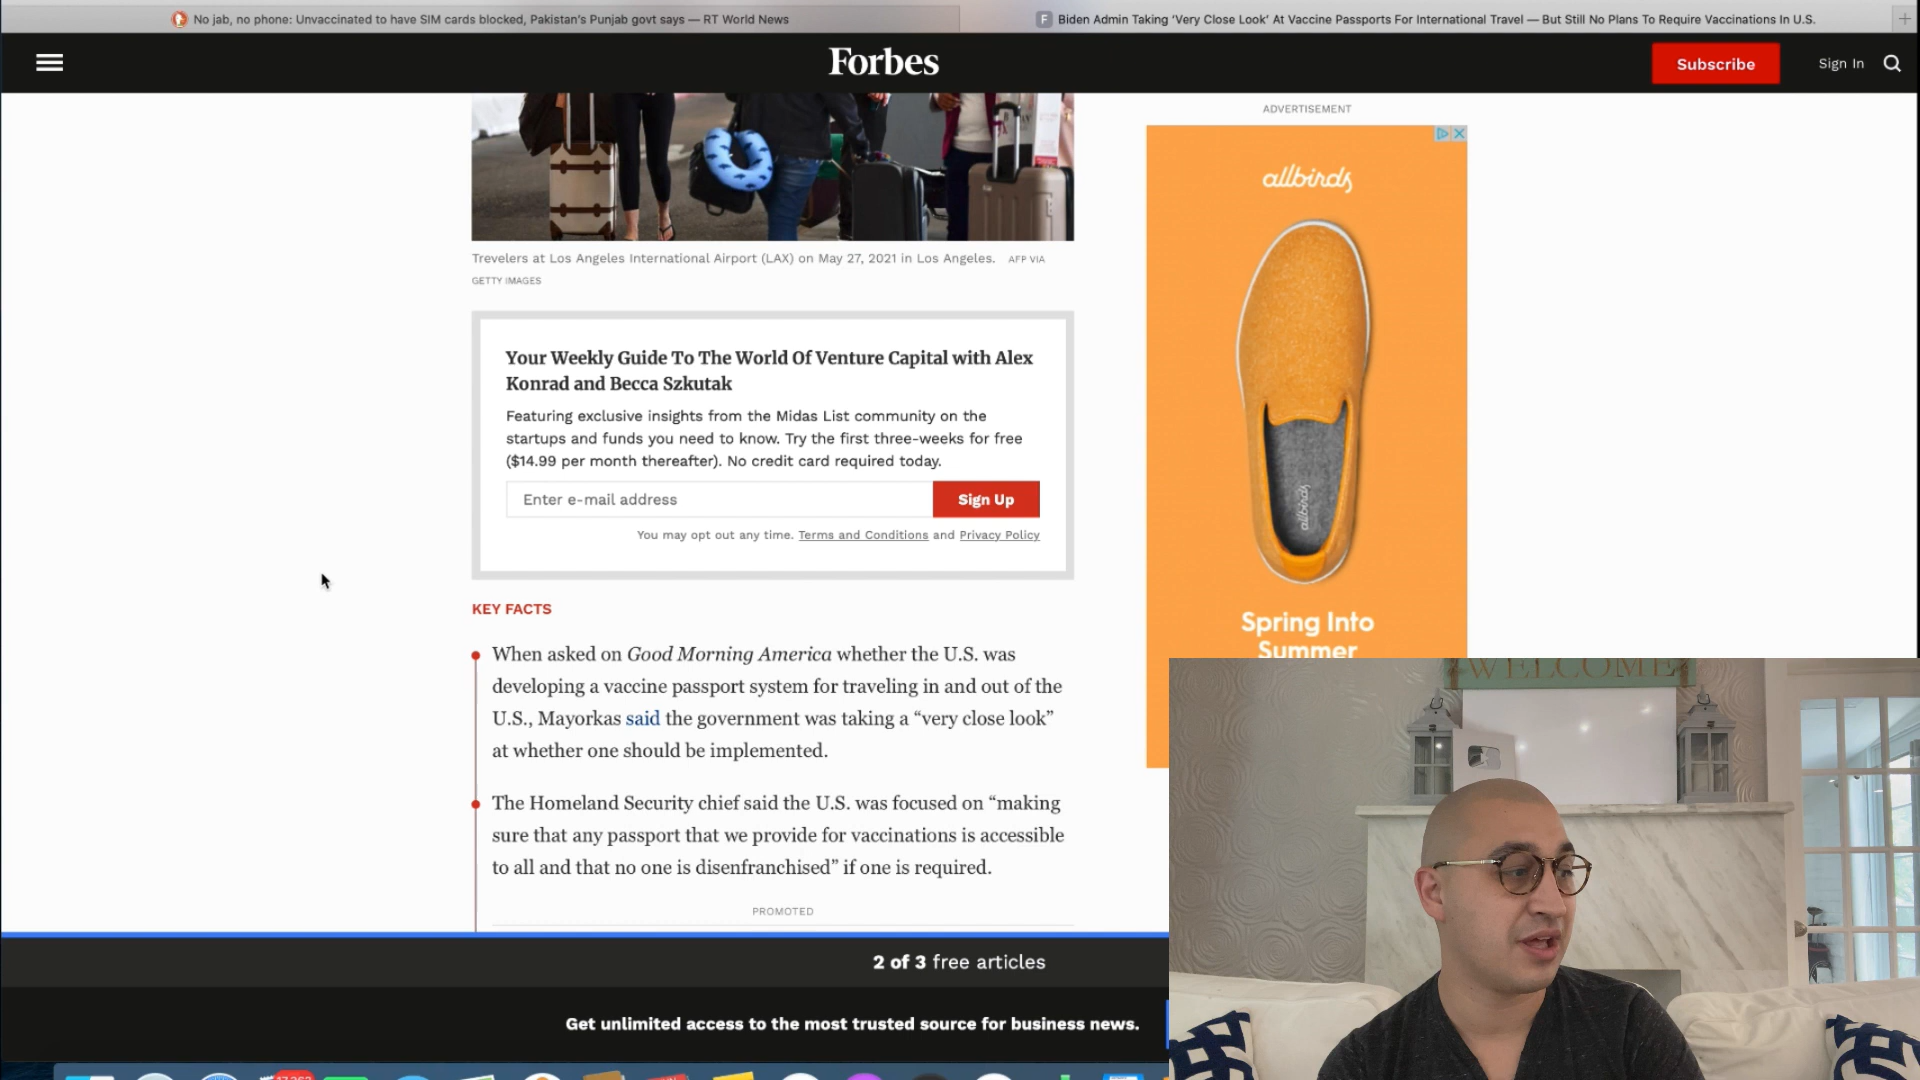 No jab, no phone: Unvaccinated to have SIM cards blocked, Pakistan's Punjab govt says — RT World News
F Biden Admin Taking 'Very Close Look' At Vaccine Passports For International Travel — But Still No Plans To Require Vaccinations In U.S.
Forbes
Subscribe
Sign In
ADVERTISEMENT
allbirds
Travelers at Los Angeles International Airport (LAX) on May 27, 2021 in Los Angeles. AFP VIA
GETTY IMAGES
Your Weekly Guide To The World Of Venture Capital with Alex
Konrad and Becca Szkutak
Featuring exclusive insights from the Midas List community on the
startups and funds you need to know. Try the first three-weeks for free
($14.99 per month thereafter). No credit card required today.
Enter e-mail address
Sign Up
You may opt out any time. Terms and Conditions and Privacy Policy
allbirds
Spring Into
Summer
KEY FACTS
When asked on Good Morning America whether the U.S. was
developing a vaccine passport system for traveling in and out of the
U.S., Mayorkas said the government was taking a “very close look”
at whether one should be implemented.
The Homeland Security chief said the U.S. was focused on “making
sure that any passport that we provide for vaccinations is accessible
to all and that no one is disenfranchised” if one is required.
PROMOTED
2 of 3 free articles
Get unlimited access to the most trusted source for business news.
WELCOME